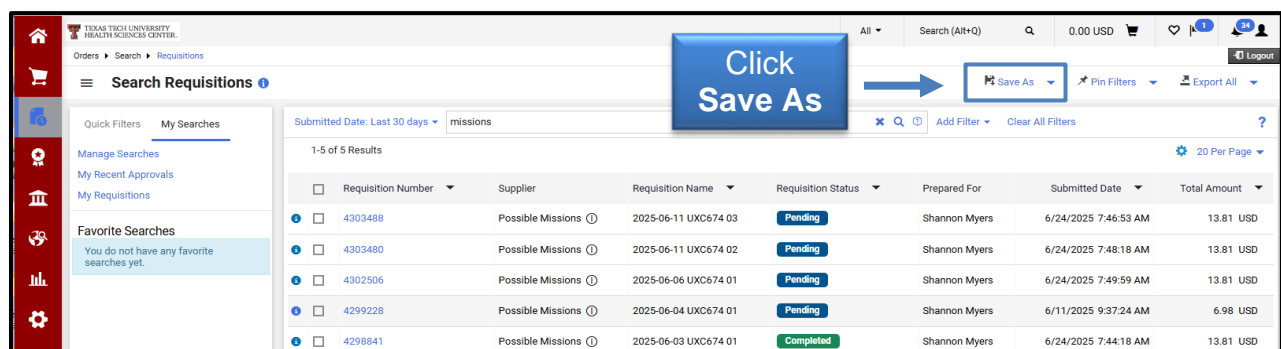 TEXAS TECH UNIVERSITY
HEALTH SCIENCES CENTER.
All Search (Alt+Q) 0.00 USD 1 34
Orders Search Requisitions
Logout
Search Requisitions
Click
Save As
Save As Pin Filters Export All
Quick Filters My Searches
Submitted Date: Last 30 days missions Add Filter Clear All Filters ?
Manage Searches
My Recent Approvals
My Requisitions
Favorite Searches
You do not have any favorite
searches yet.
1-5 of 5 Results 20 Per Page
Requisition Number Supplier Requisition Name Requisition Status Prepared For Submitted Date Total Amount
4303488 Possible Missions 2025-06-11 UXC674 03 Pending Shannon Myers 6/24/2025 7:46:53 AM 13.81 USD
4303480 Possible Missions 2025-06-11 UXC674 02 Pending Shannon Myers 6/24/2025 7:48:18 AM 13.81 USD
4302506 Possible Missions 2025-06-06 UXC674 01 Pending Shannon Myers 6/24/2025 7:49:59 AM 13.81 USD
4299228 Possible Missions 2025-06-04 UXC674 01 Pending Shannon Myers 6/11/2025 9:37:24 AM 6.98 USD
4298841 Possible Missions 2025-06-03 UXC674 01 Completed Shannon Myers 6/24/2025 7:44:18 AM 13.81 USD